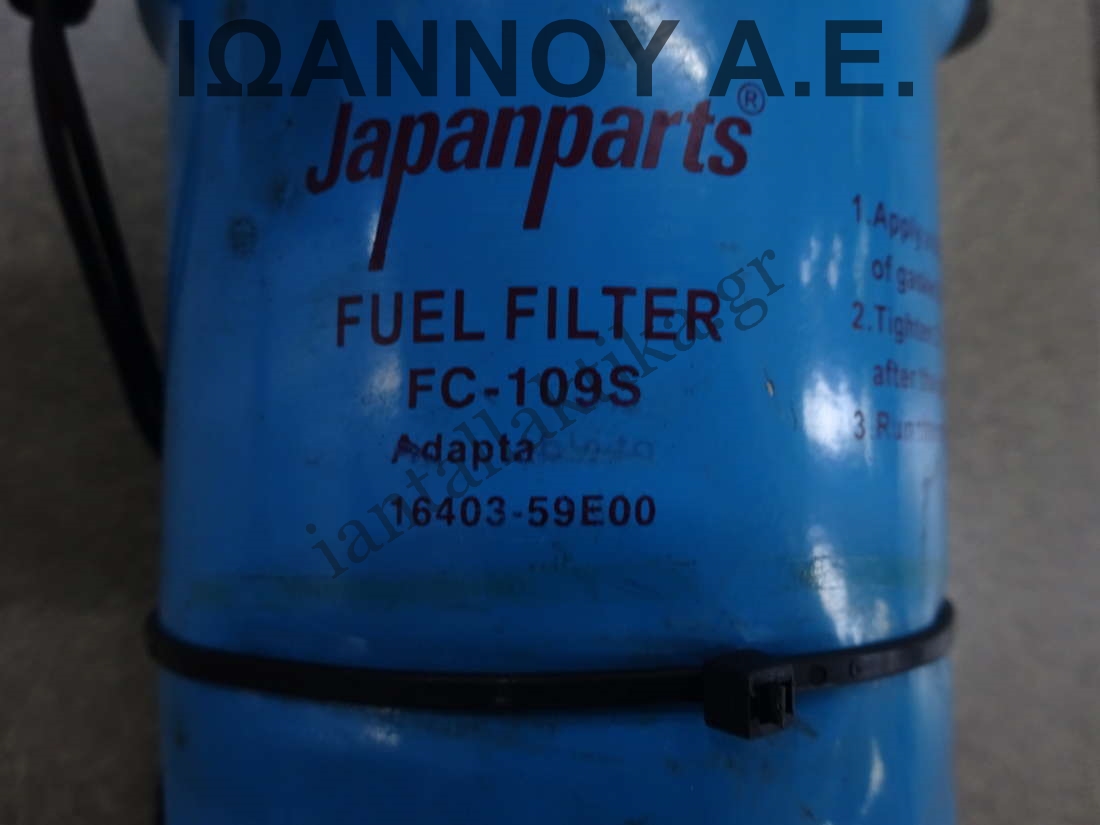 ΙΩΑΝΝΟΥ Α.Ε.
Japanparts®
FUEL FILTER
FC-109S
Adapta
16403-59E00
1.Apply
of
2.Tighten
after the
3.Run
iantallaktika.gr